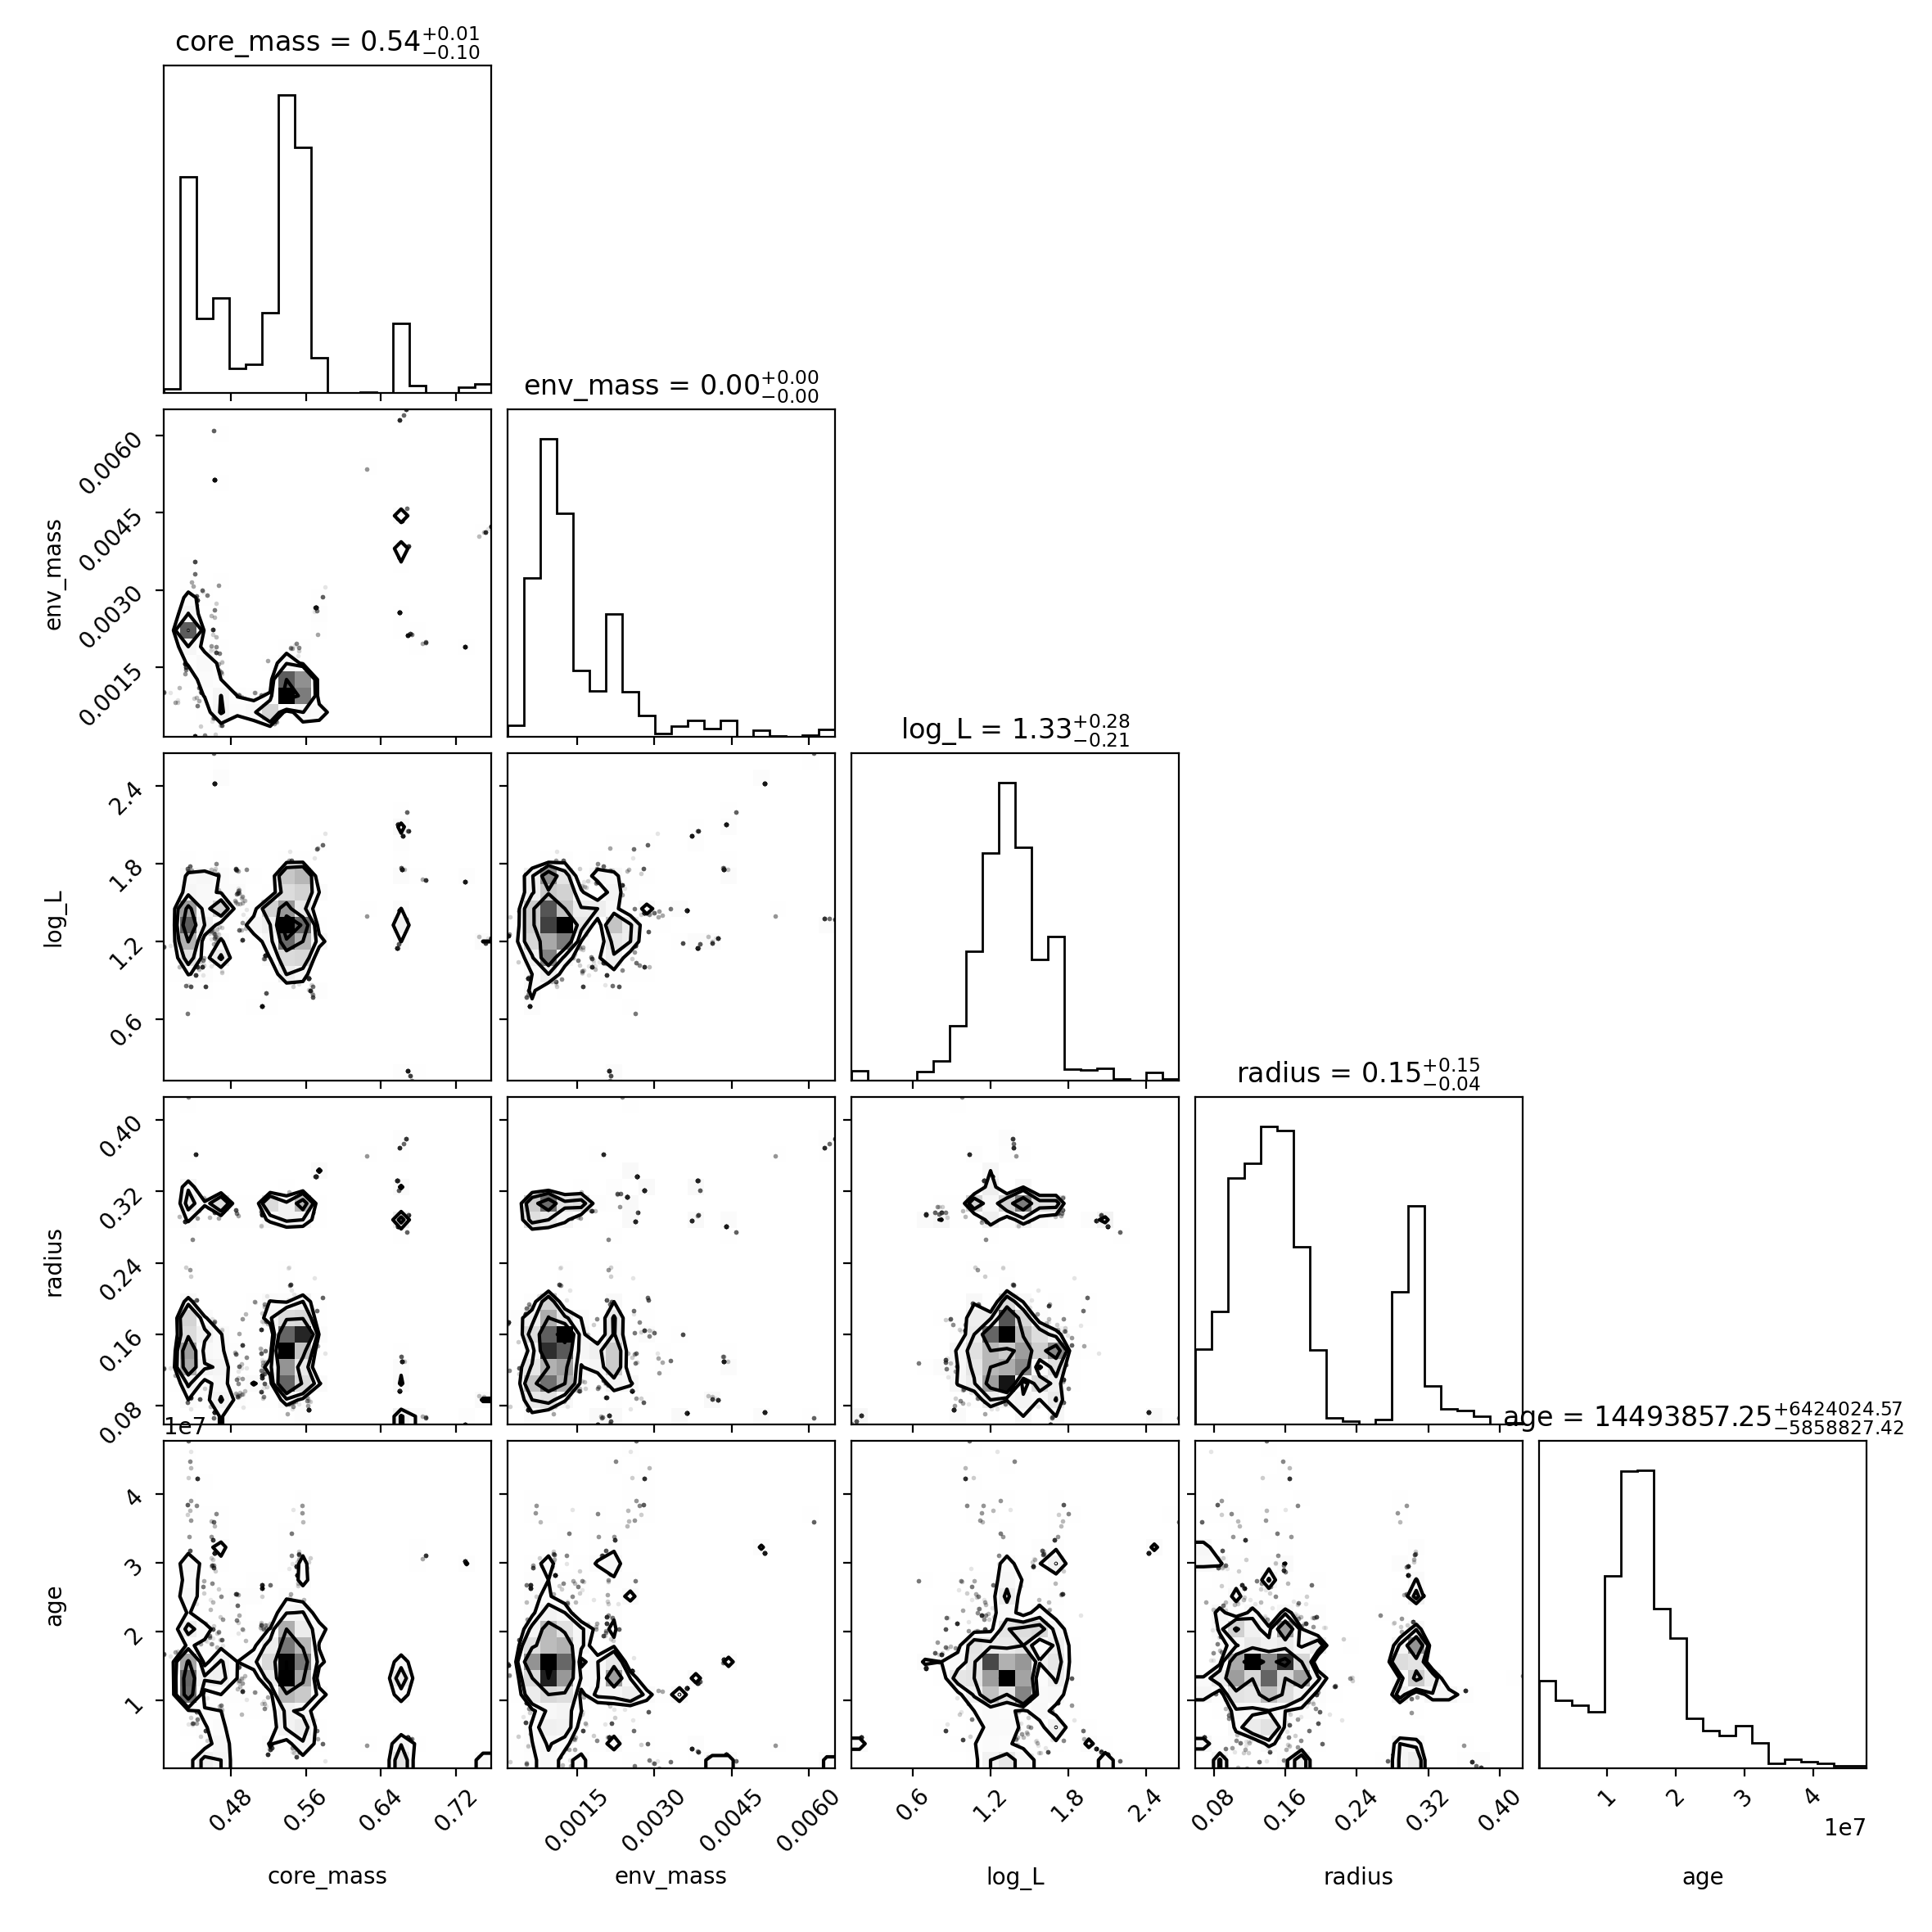 core_mass = 0.54+0.01−0.10
env_mass = 0.00+0.00−0.00
env_mass
0.0060
0.0045
0.0030
0.0015
log_L = 1.33+0.28−0.21
log_L
2.4
1.8
1.2
0.6
radius = 0.15+0.15−0.04
radius
0.40
0.32
0.24
0.16
0.08
age = 14493857.25+6424024.57−5858827.42
1e7
age
4
3
2
1
0.48 0.56 0.64 0.72 0.0015 0.0030 0.0045 0.0060 0.6 1.2 1.8 2.4 0.08 0.16 0.24 0.32 0.40 1 2 3 4
1e7
core_mass env_mass log_L radius age